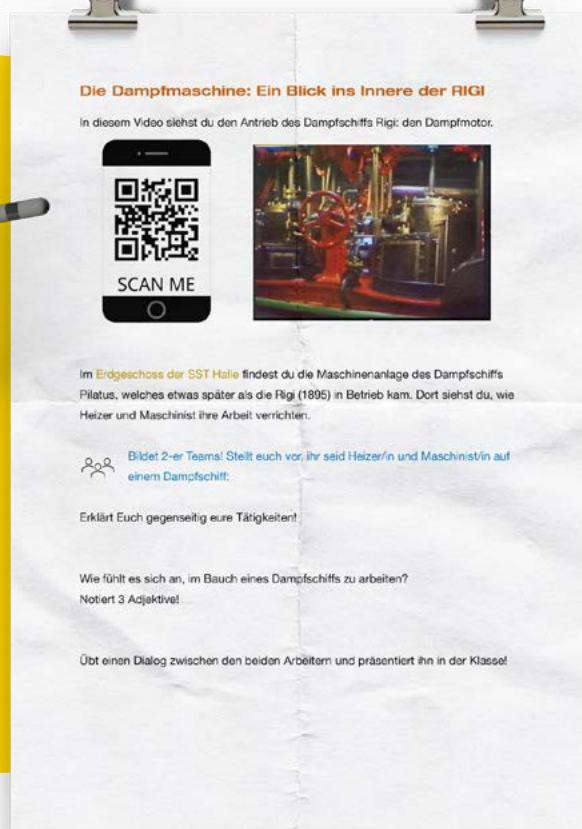 Die Dampfmaschine: Ein Blick ins Innere der RIGI
In diesem Video siehst du den Antrieb des Dampfschiffs Rigi: den Dampfmotor.
SCAN ME
Im Erdgeschoss der SST Halle findest du die Maschinenanlage des Dampfschiffs
Pilatus, welches etwas später als die Rigi (1895) in Betrieb kam. Dort siehst du, wie
Heizer und Maschinist ihre Arbeit verrichten.
Bildet 2-er Teams! Stellt euch vor, ihr seid Heizer/in und Maschinist/in auf
einem Dampfschiff:
Erklärt Euch gegenseitig eure Tätigkeiten!
Wie fühlt es sich an, im Bauch eines Dampfschiffs zu arbeiten?
Notiert 3 Adjektive!
Übt einen Dialog zwischen den beiden Arbeitern und präsentiert ihn in der Klasse!